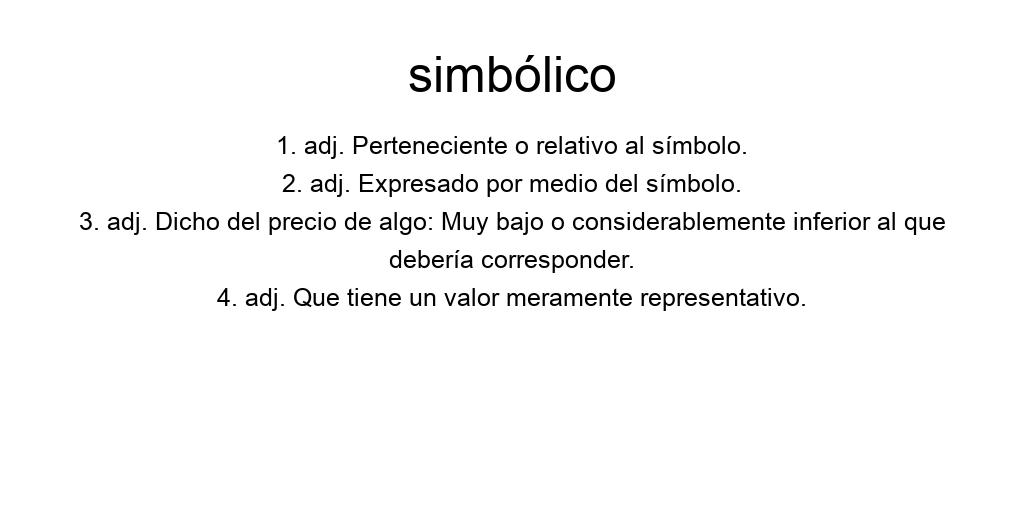 simbólico
1. adj. Perteneciente o relativo al símbolo.
2. adj. Expresado por medio del símbolo.
3. adj. Dicho del precio de algo: Muy bajo o considerablemente inferior al que
debería corresponder.
4. adj. Que tiene un valor meramente representativo.